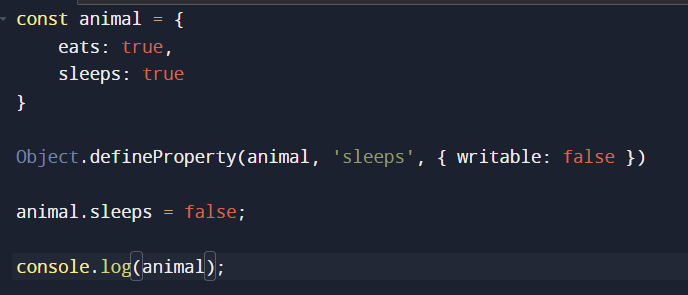 const animal = {
    eats: true,
    sleeps: true
}
Object.defineProperty(animal, 'sleeps', { writable: false })
animal.sleeps = false;
console.log(animal);